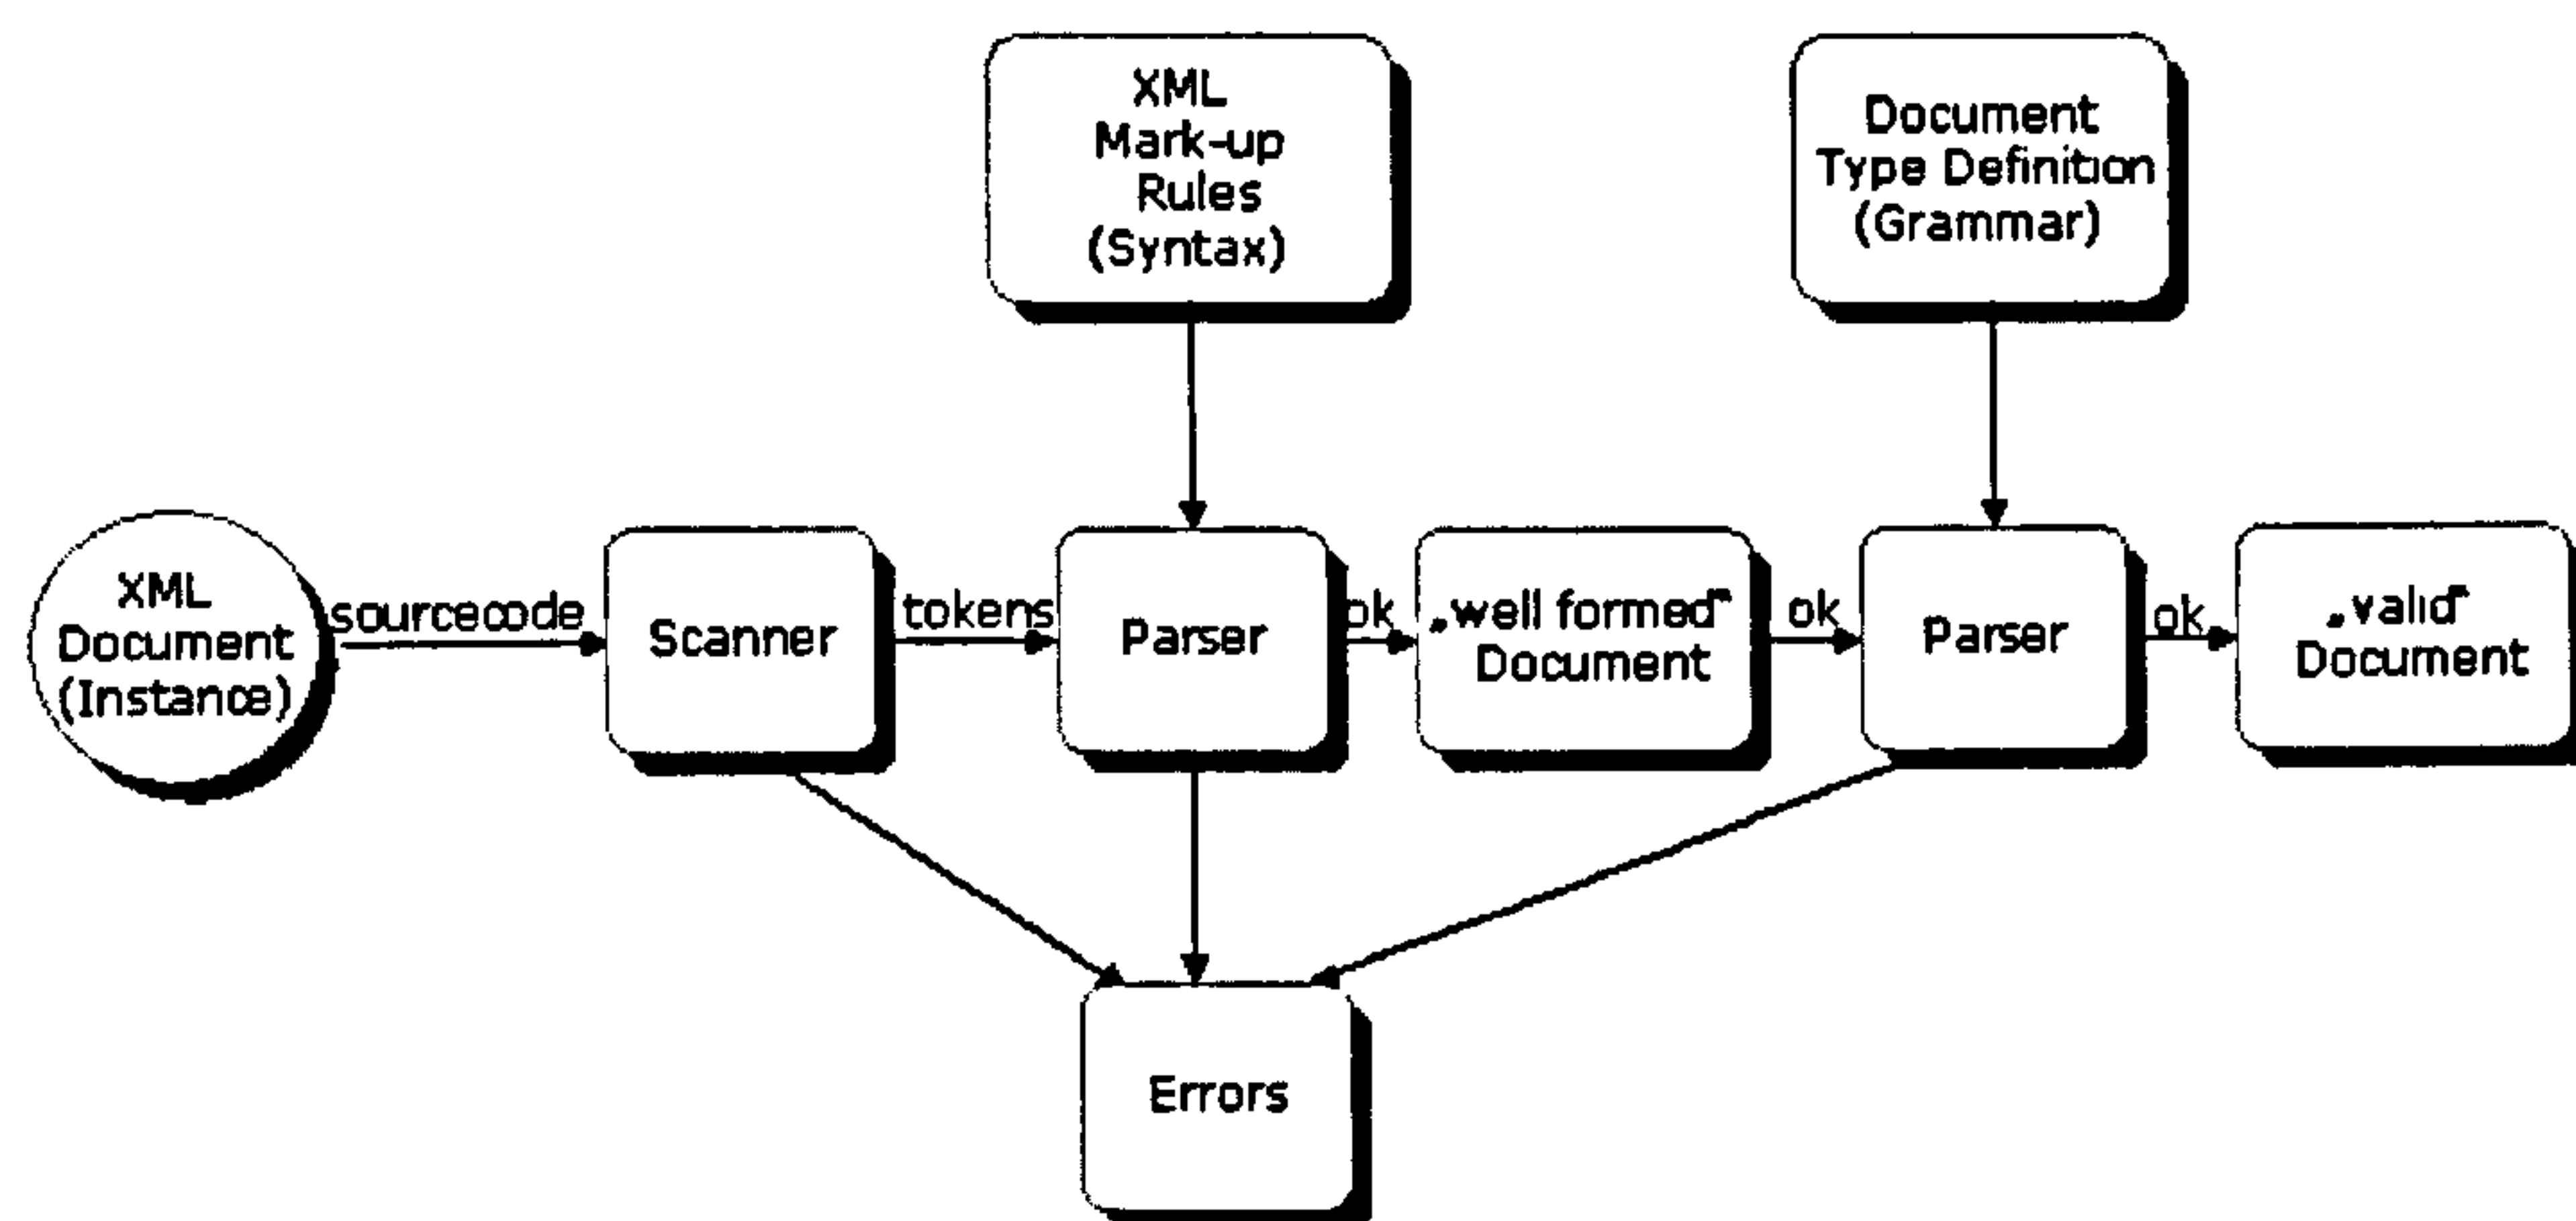 XML
Mark-up
Rules
(Syntax)
Document
Type Definition
(Grammar)
XML
Document
(Instance)
sourcecode
Scanner
tokens
Parser
ok
„well formed“
Document
ok
Parser
ok
„valid“
Document
Errors